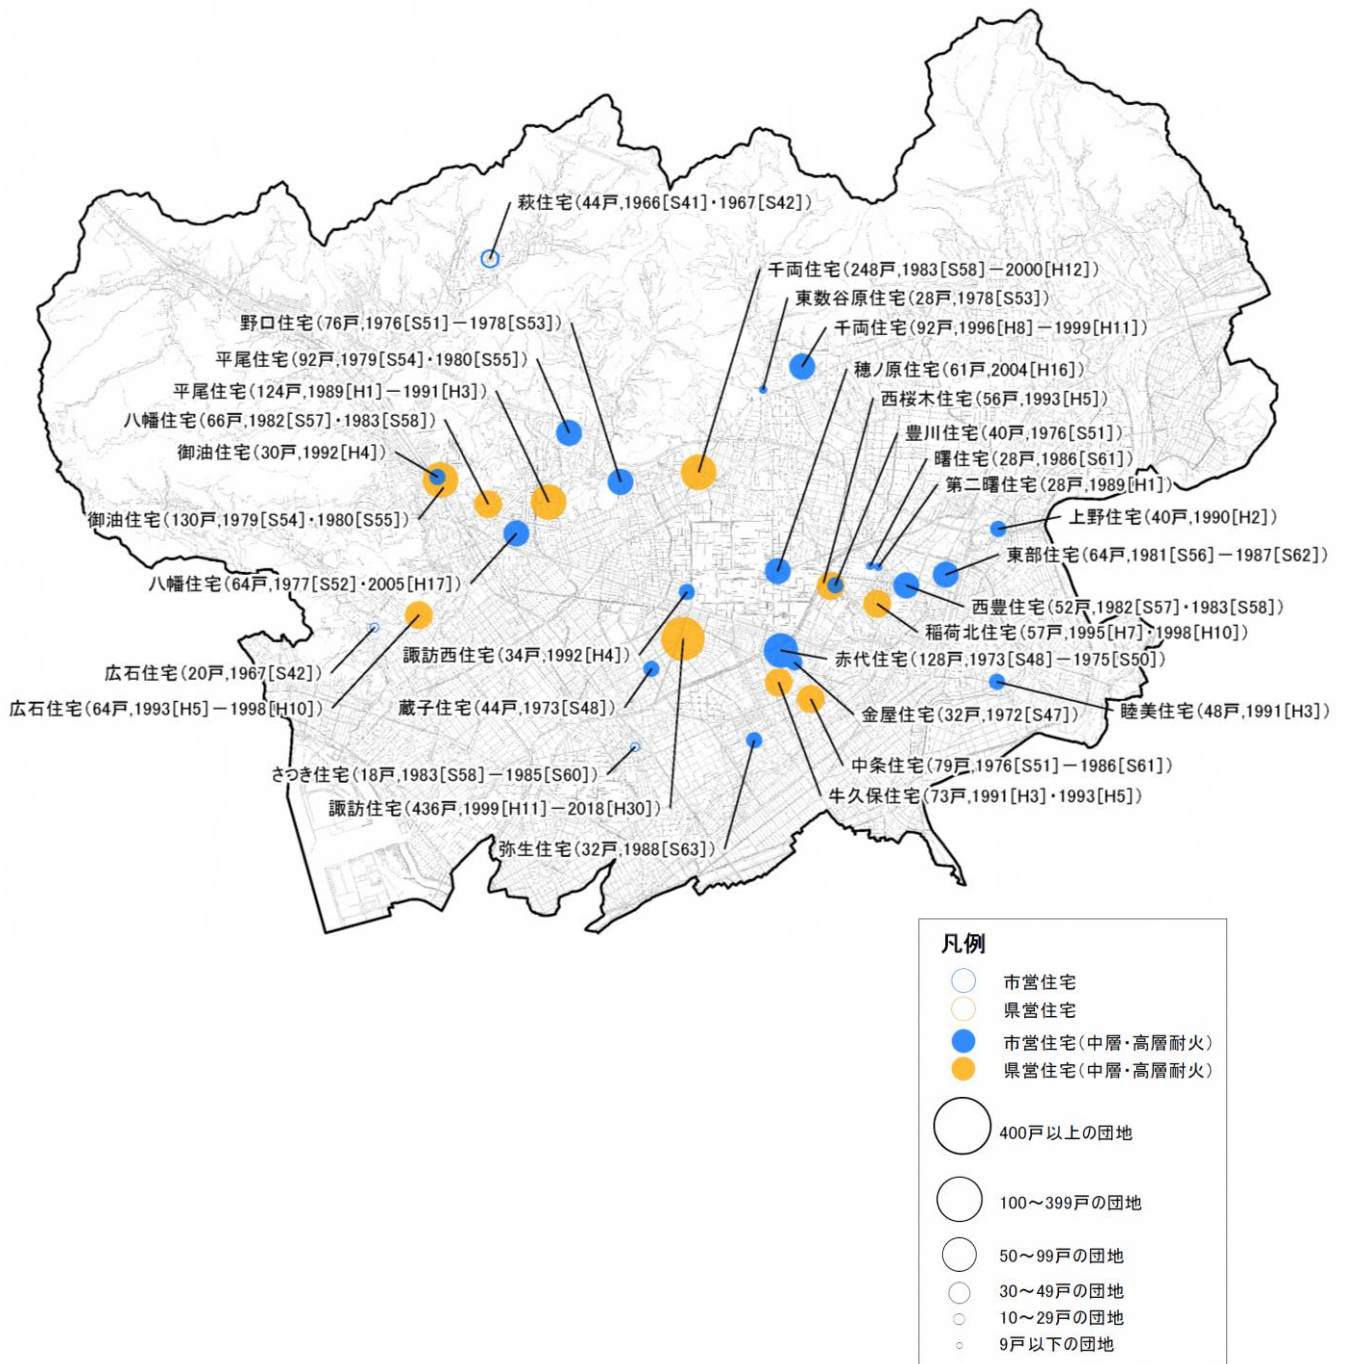 萩住宅(44戸,1966[S41]・1967[S42])
千両住宅(248戸,1983[S58]－2000[H12])
東数谷原住宅(28戸,1978[S53])
野口住宅(76戸,1976[S51]－1978[S53])
千両住宅(92戸,1996[H8]－1999[H11])
平尾住宅(92戸,1979[S54]・1980[S55])
穂ノ原住宅(61戸,2004[H16])
平尾住宅(124戸,1989[H1]－1991[H3])
西桜木住宅(56戸,1993[H5])
八幡住宅(66戸,1982[S57]・1983[S58])
豊川住宅(40戸,1976[S51])
御油住宅(30戸,1992[H4])
曙住宅(28戸,1986[S61])
第二曙住宅(28戸,1989[H1])
御油住宅(130戸,1979[S54]・1980[S55])
上野住宅(40戸,1990[H2])
東部住宅(64戸,1981[S56]－1987[S62])
八幡住宅(64戸,1977[S52]・2005[H17])
西豊住宅(52戸,1982[S57]・1983[S58])
稲荷北住宅(57戸,1995[H7]・1998[H10])
諏訪西住宅(34戸,1992[H4])
赤代住宅(128戸,1973[S48]－1975[S50])
広石住宅(20戸,1967[S42])
広石住宅(64戸,1993[H5]－1998[H10])
蔵子住宅(44戸,1973[S48])
金屋住宅(32戸,1972[S47])
睦美住宅(48戸,1991[H3])
中条住宅(79戸,1976[S51]－1986[S61])
さつき住宅(18戸,1983[S58]－1985[S60])
牛久保住宅(73戸,1991[H3]・1993[H5])
諏訪住宅(436戸,1999[H11]－2018[H30])
弥生住宅(32戸,1988[S63])
凡例
市営住宅
県営住宅
市営住宅(中層・高層耐火)
県営住宅(中層・高層耐火)
400戸以上の団地
100～399戸の団地
50～99戸の団地
30～49戸の団地
10～29戸の団地
9戸以下の団地